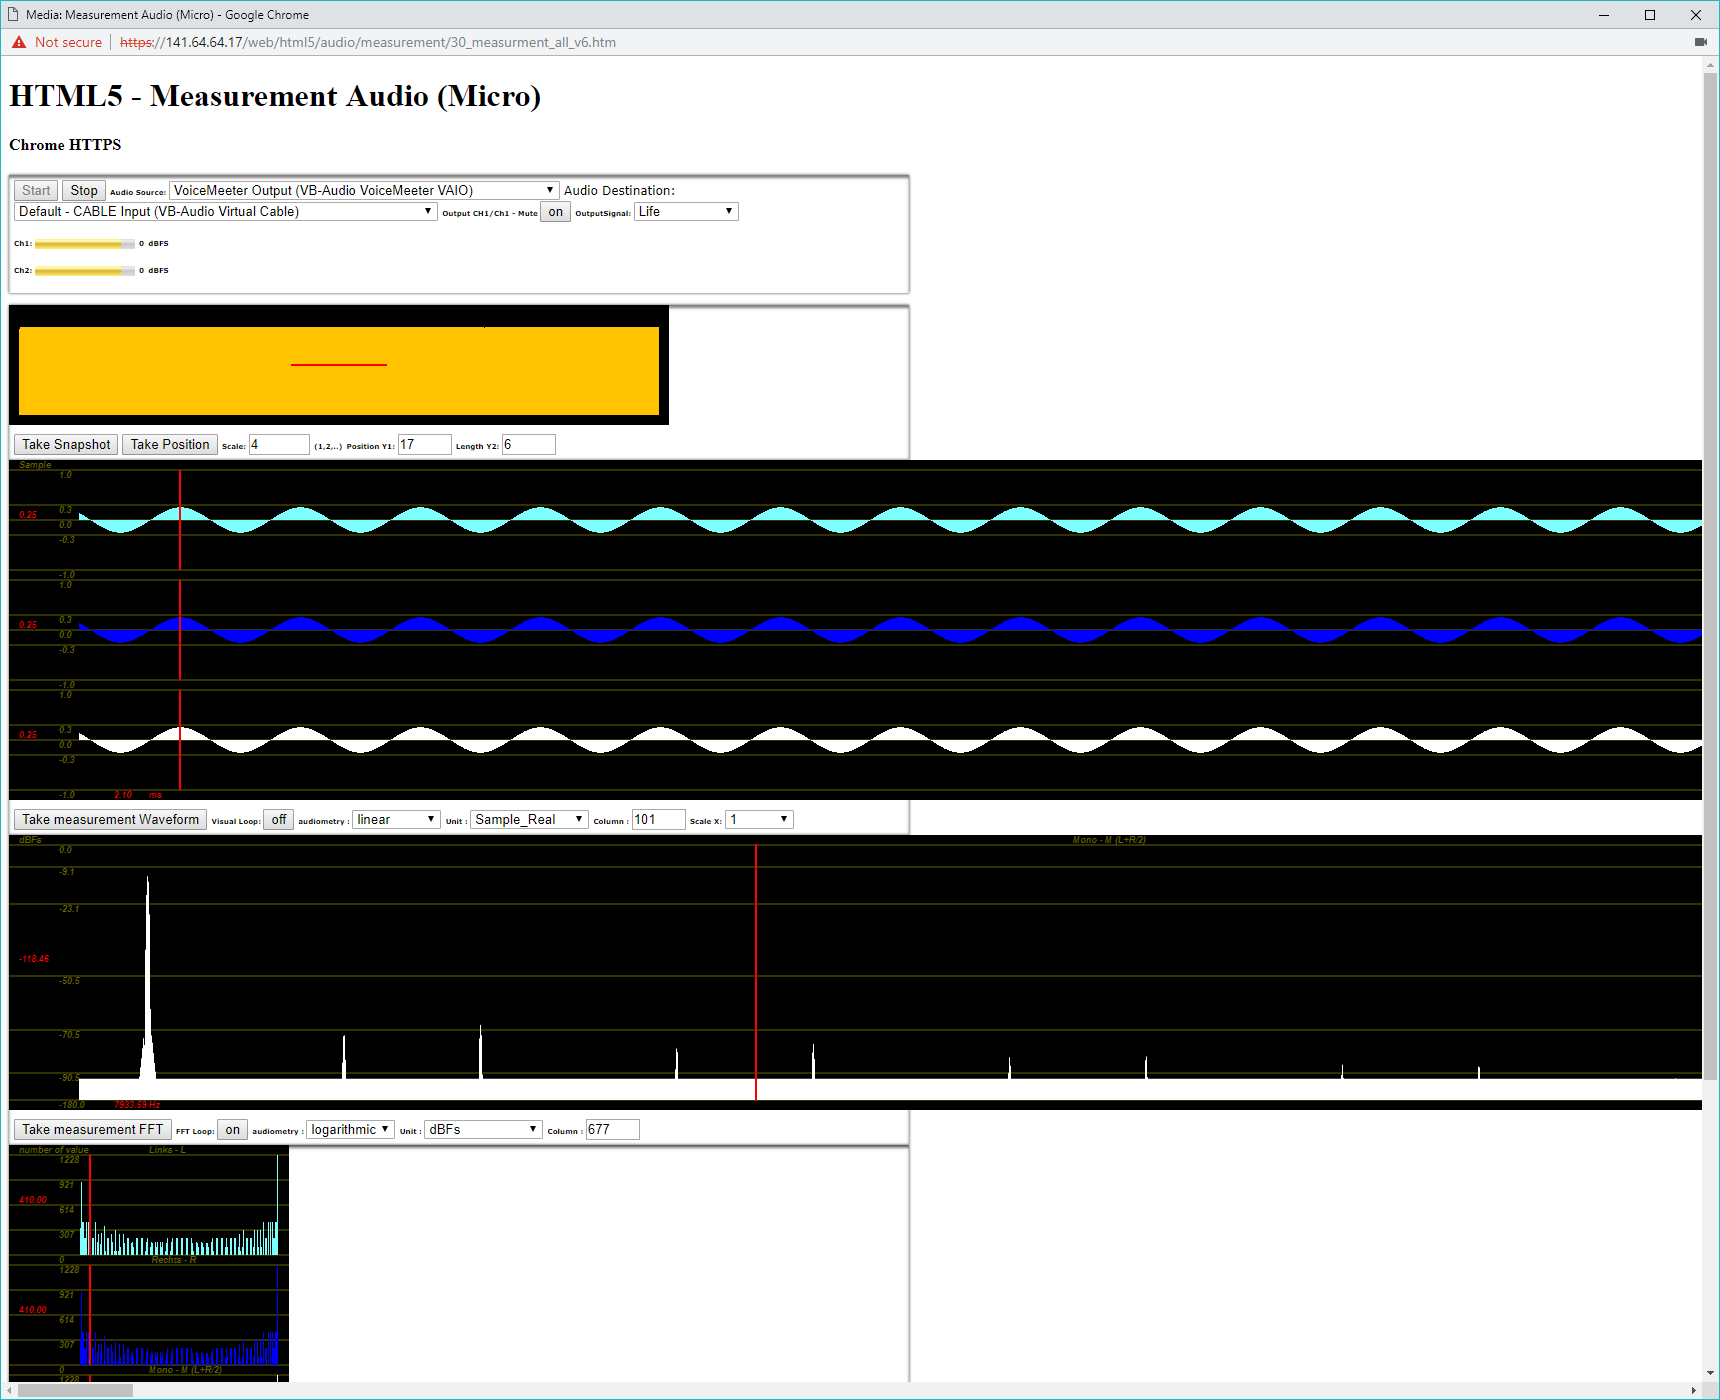 Media: Measurement Audio (Micro) - Google Chrome
Not secure https://141.64.64.17/web/html5/audio/measurement/30_measurment_all_v6.htm
HTML5 - Measurement Audio (Micro)
Chrome HTTPS
Start Stop Audio Source: VoiceMeeter Output (VB-Audio VoiceMeeter VAIO) Audio Destination:
Default - CABLE Input (VB-Audio Virtual Cable) Output CH1/Ch1 - Mute on OutputSignal: Life
Ch1: 0 dBFS
Ch2: 0 dBFS
Take Snapshot Take Position Scale: 4 (1,2,..) Position Y1: 17 Length Y2: 6
Sample
1.0
0.3
0.25
0.0
-0.3
-1.0
1.0
0.3
0.25
0.0
-0.3
-1.0
1.0
0.3
0.25
0.0
-0.3
-1.0 2.10 ms
Take measurement Waveform Visual Loop: off audiometry : linear Unit : Sample_Real Column : 101 Scale X: 1
dBFs Mono - M (L+R/2)
0.0
-9.1
-23.1
-118.46
-50.5
-70.5
-90.5
-180.0 7933.59 Hz
Take measurement FFT FFT Loop: on audiometry : logarithmic Unit : dBFs Column : 677
number of value Links - L
1228
921
410.00
614
307
0 Rechts - R
1228
921
410.00
614
307
0 Mono - M (L+R/2)
1228